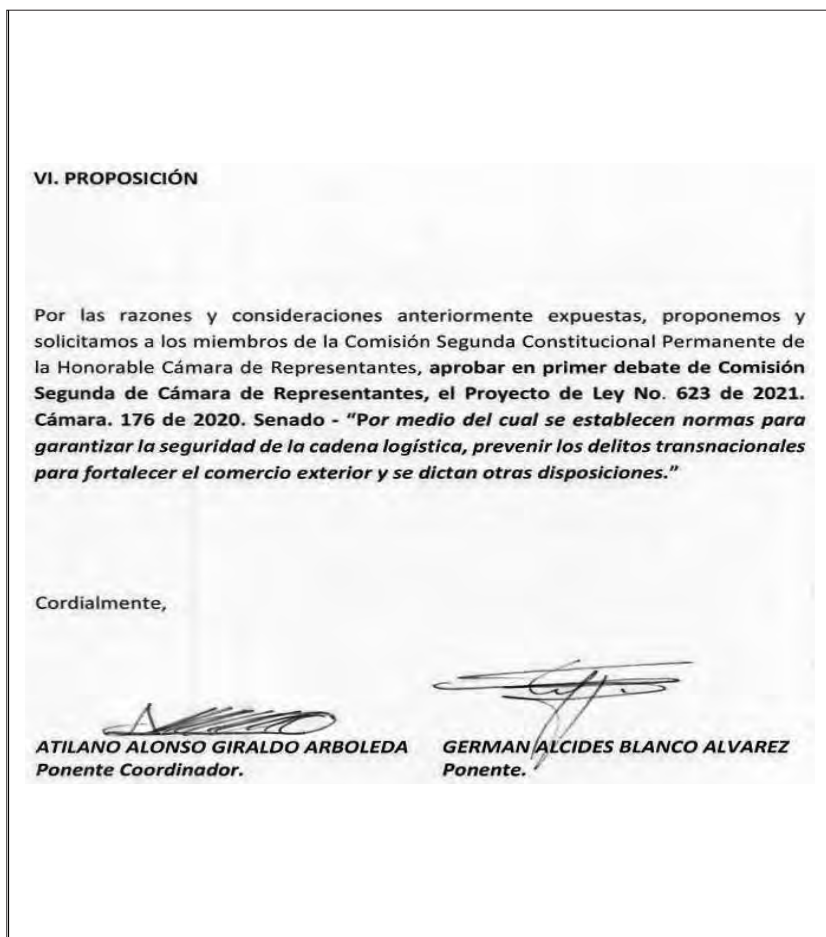 VI. PROPOSICIÓN
Por las razones y consideraciones anteriormente expuestas, proponemos y
solicitamos a los miembros de la Comisión Segunda Constitucional Permanente de
la Honorable Cámara de Representantes, aprobar en primer debate de Comisión
Segunda de Cámara de Representantes, el Proyecto de Ley No. 623 de 2021.
Cámara. 176 de 2020. Senado - “Por medio del cual se establecen normas para
garantizar la seguridad de la cadena logística, prevenir los delitos transnacionales
para fortalecer el comercio exterior y se dictan otras disposiciones.”
Cordialmente,
ATILANO ALONSO GIRALDO ARBOLEDA GERMAN ALCIDES BLANCO ALVAREZ
Ponente Coordinador. Ponente.